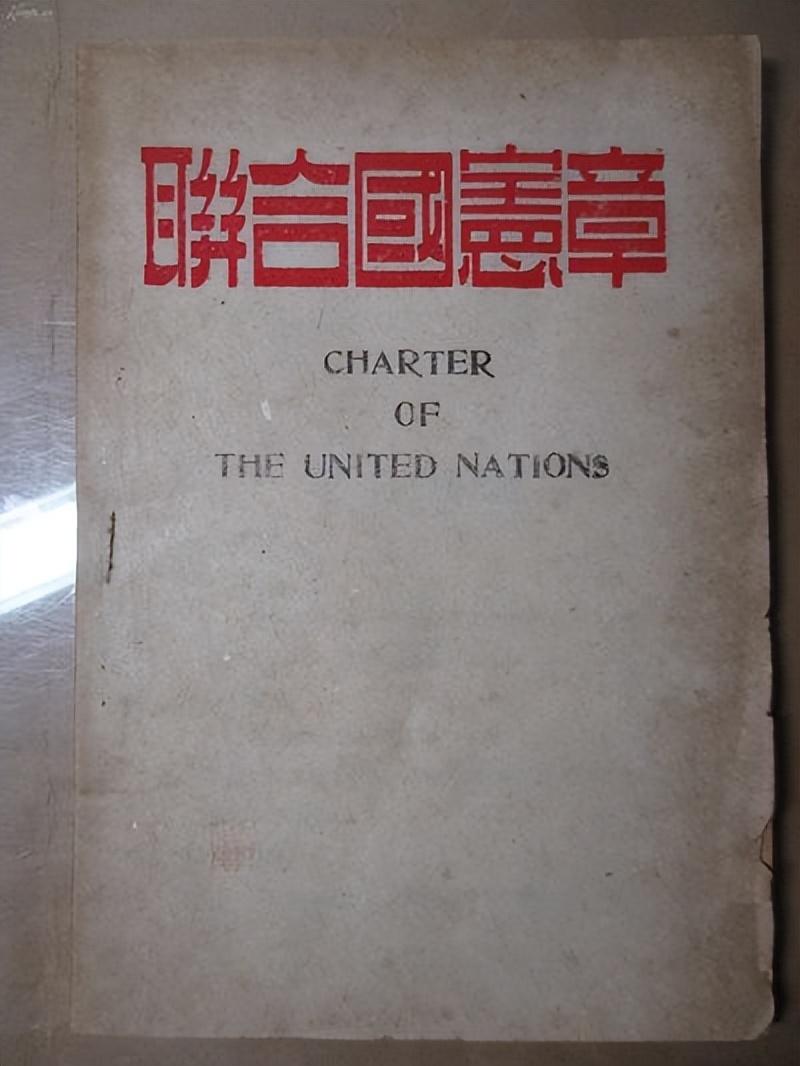 聯合國憲章
CHARTER
OF
THE UNITED NATIONS